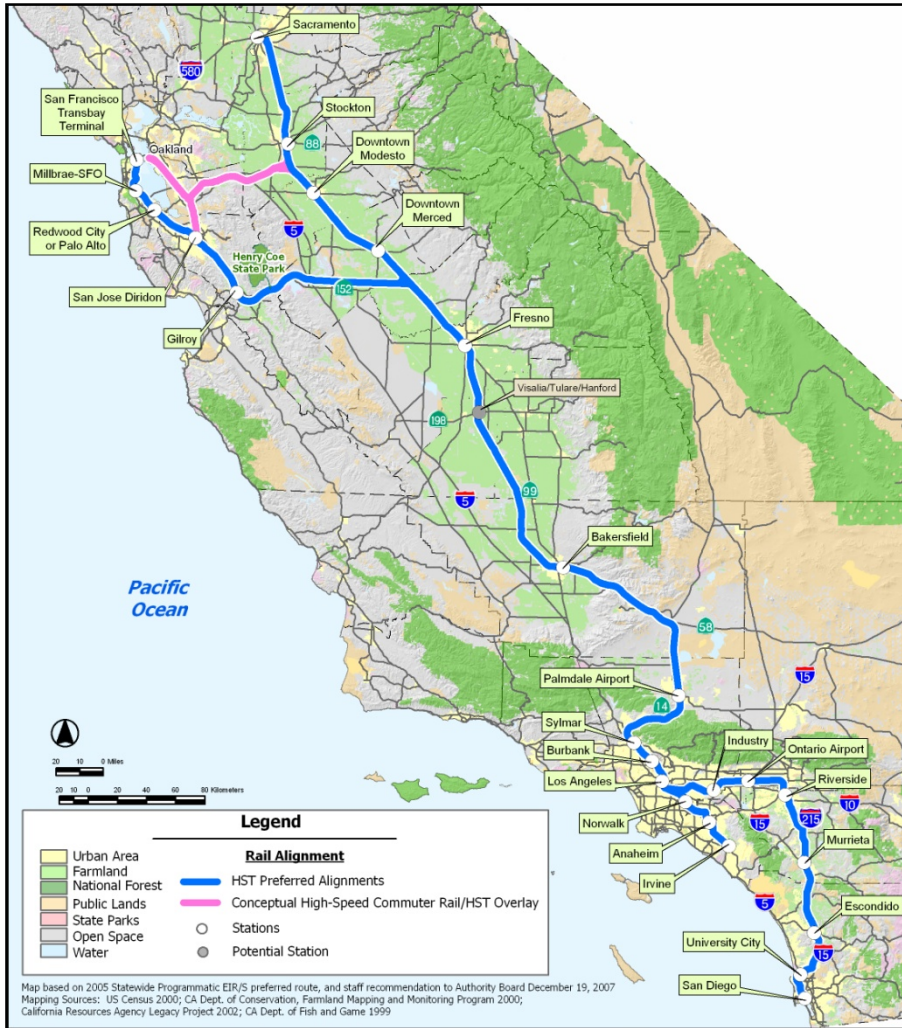 Sacramento
580
San Francisco
Transbay
Terminal
Stockton
88
Oakland
Downtown
Modesto
Millbrae-SFO
Downtown
Merced
Redwood City
or Palo Alto
5
Henry Coe
State Park
San Jose Diridon
152
Gilroy
Fresno
Visalia/Tulare/Hanford
198
99
5
Bakersfield
Pacific
Ocean
58
Palmdale Airport
15
14
Sylmar
Industry
Ontario Airport
Burbank
Los Angeles
Riverside
10
Norwalk
15
215
Anaheim
Murrieta
Irvine
5
Escondido
University City
15
San Diego
20 10 0 Miles
20 10 0 20 40 60 80 Kilometers
Legend
Urban Area
Farmland
National Forest
Public Lands
State Parks
Open Space
Water
Rail Alignment
HST Preferred Alignments
Conceptual High-Speed Commuter Rail/HST Overlay
Stations
Potential Station
Map based on 2005 Statewide Programmatic EIR/S preferred route, and staff recommendation to Authority Board December 19, 2007
Mapping Sources: US Census 2000; CA Dept. of Conservation, Farmland Mapping and Monitoring Program 2000;
California Resources Agency Legacy Project 2002; CA Dept. of Fish and Game 1999